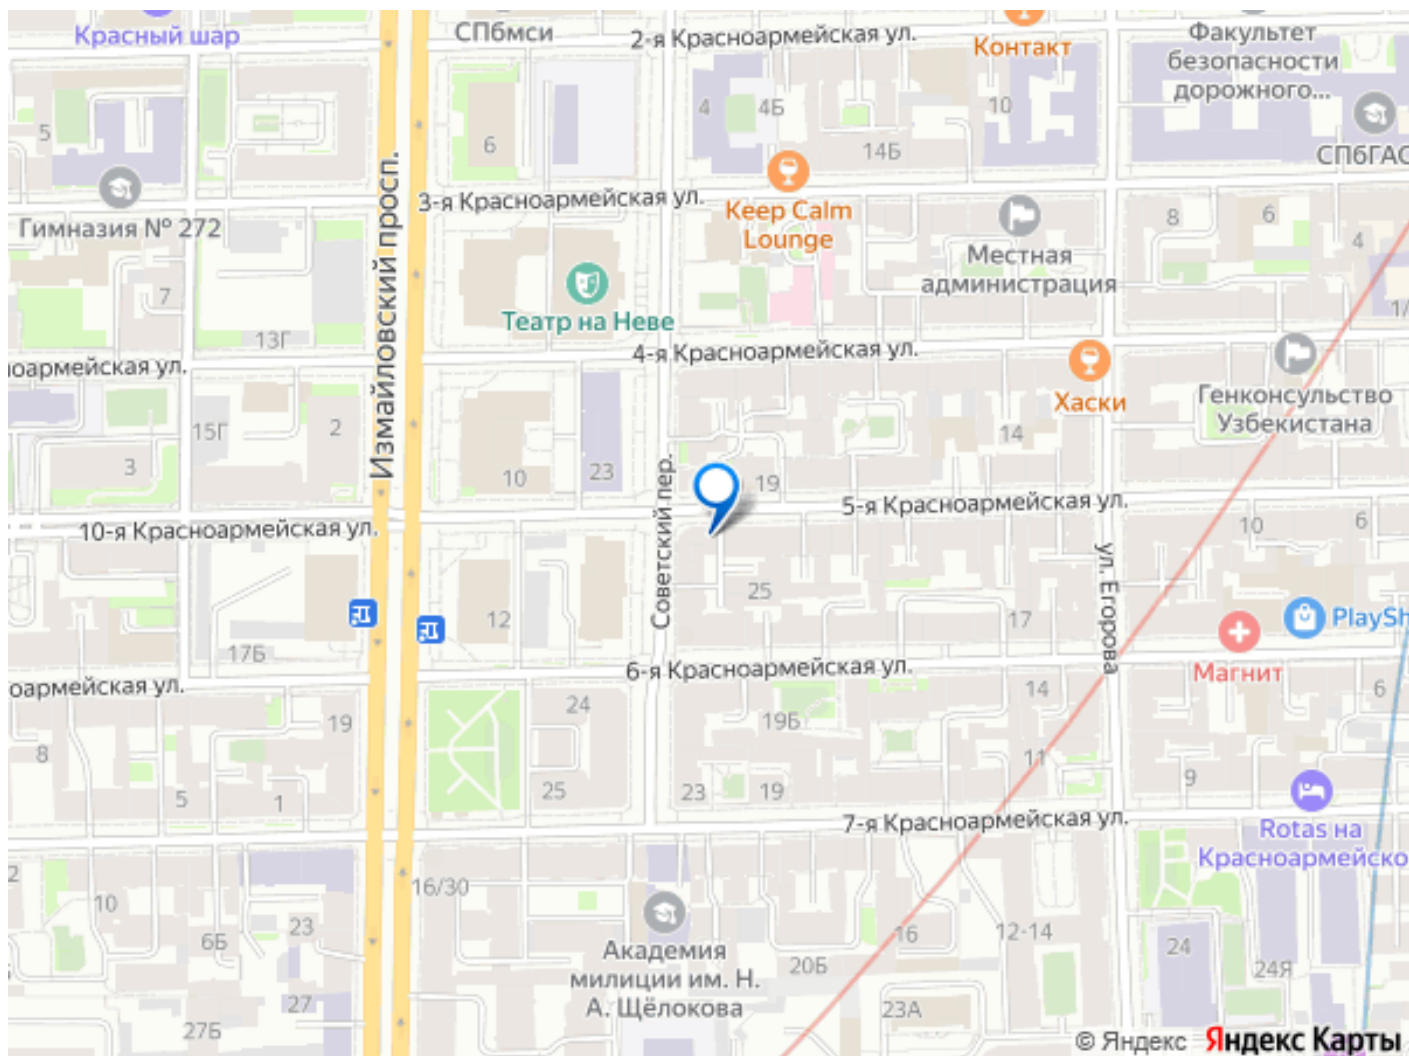 Красный шар
СПбмси
2-я Красноармейская ул.
Контакт
Факультет
безопасности
дорожного...
5
6
4
4Б
10
14Б
СПбГАС
Гимназия № 272
Измайловский просп.
3-я Красноармейская ул.
Keep Calm
Lounge
Местная
администрация
8
6
4
7
13Г
Театр на Неве
1/
4-я Красноармейская ул.
ноармейская ул.
Хаски
Генконсульство
Узбекистана
15Г
2
3
10
23
14
19
Советский пер.
5-я Красноармейская ул.
10-я Красноармейская ул.
10
6
ул. Егорова
25
12
17
17Б
PlaySh
Магнит
6-я Красноармейская ул.
оармейская ул.
14
6
19
24
19Б
8
11
5
1
25
23
19
9
7-я Красноармейская ул.
Rotas на
Красноармейско
2
16/30
10
6Б
23
Академия
милиции им. Н.
А. Щёлокова
16
12-14
20Б
24
24Я
27
27Б
23А
© Яндекс Яндекс Карты